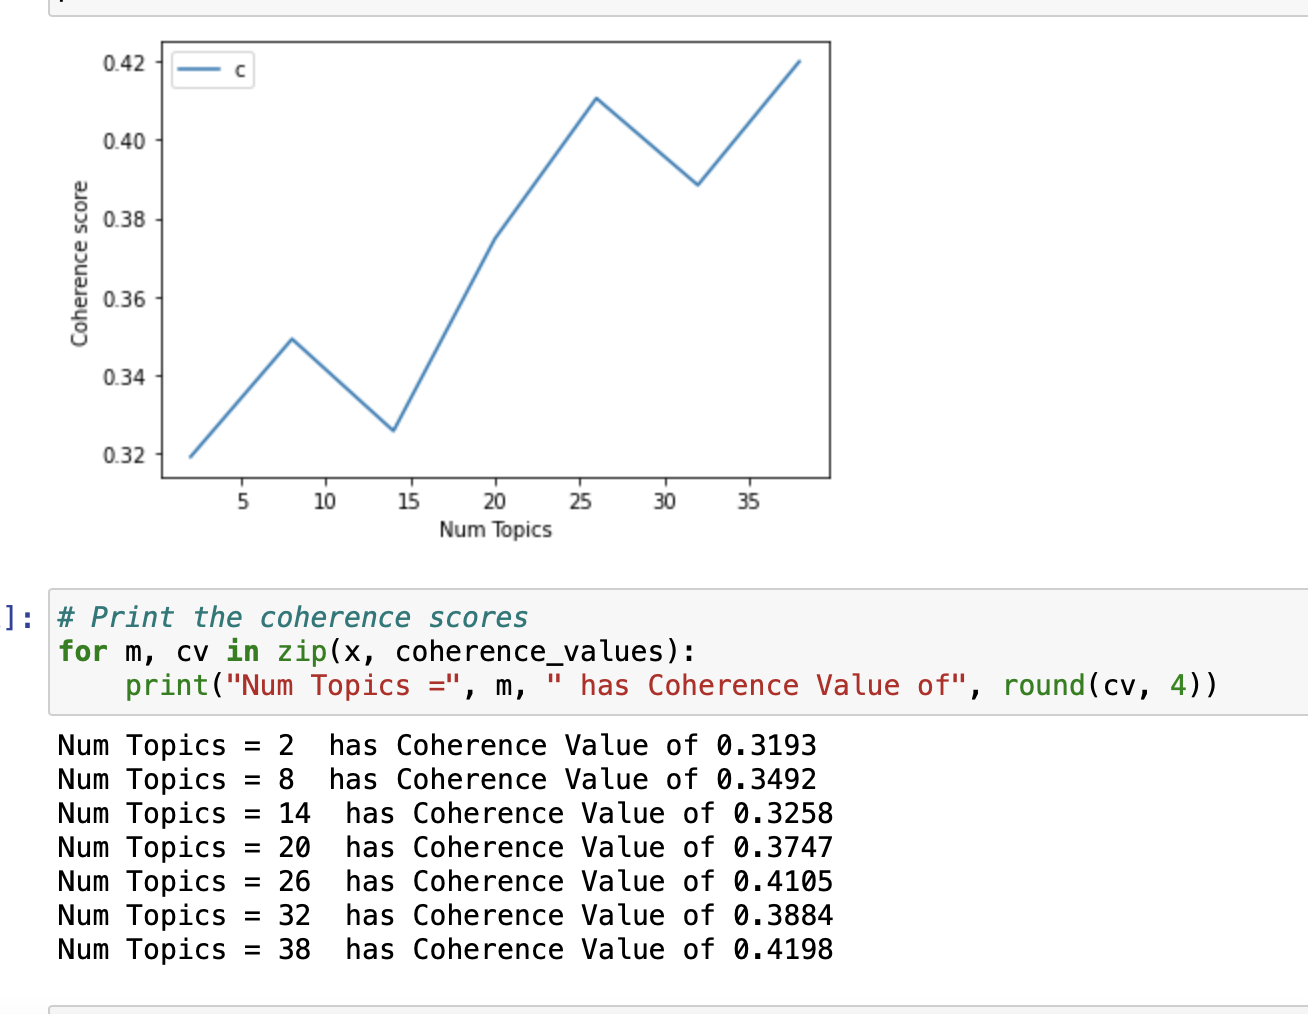 0.42
c
0.40
0.38
0.36
0.34
0.32
Coherence score
5 10 15 20 25 30 35
Num Topics
]:
# Print the coherence scores
for m, cv in zip(x, coherence_values):
    print("Num Topics =", m, " has Coherence Value of", round(cv, 4))
Num Topics = 2  has Coherence Value of 0.3193
Num Topics = 8  has Coherence Value of 0.3492
Num Topics = 14  has Coherence Value of 0.3258
Num Topics = 20  has Coherence Value of 0.3747
Num Topics = 26  has Coherence Value of 0.4105
Num Topics = 32  has Coherence Value of 0.3884
Num Topics = 38  has Coherence Value of 0.4198